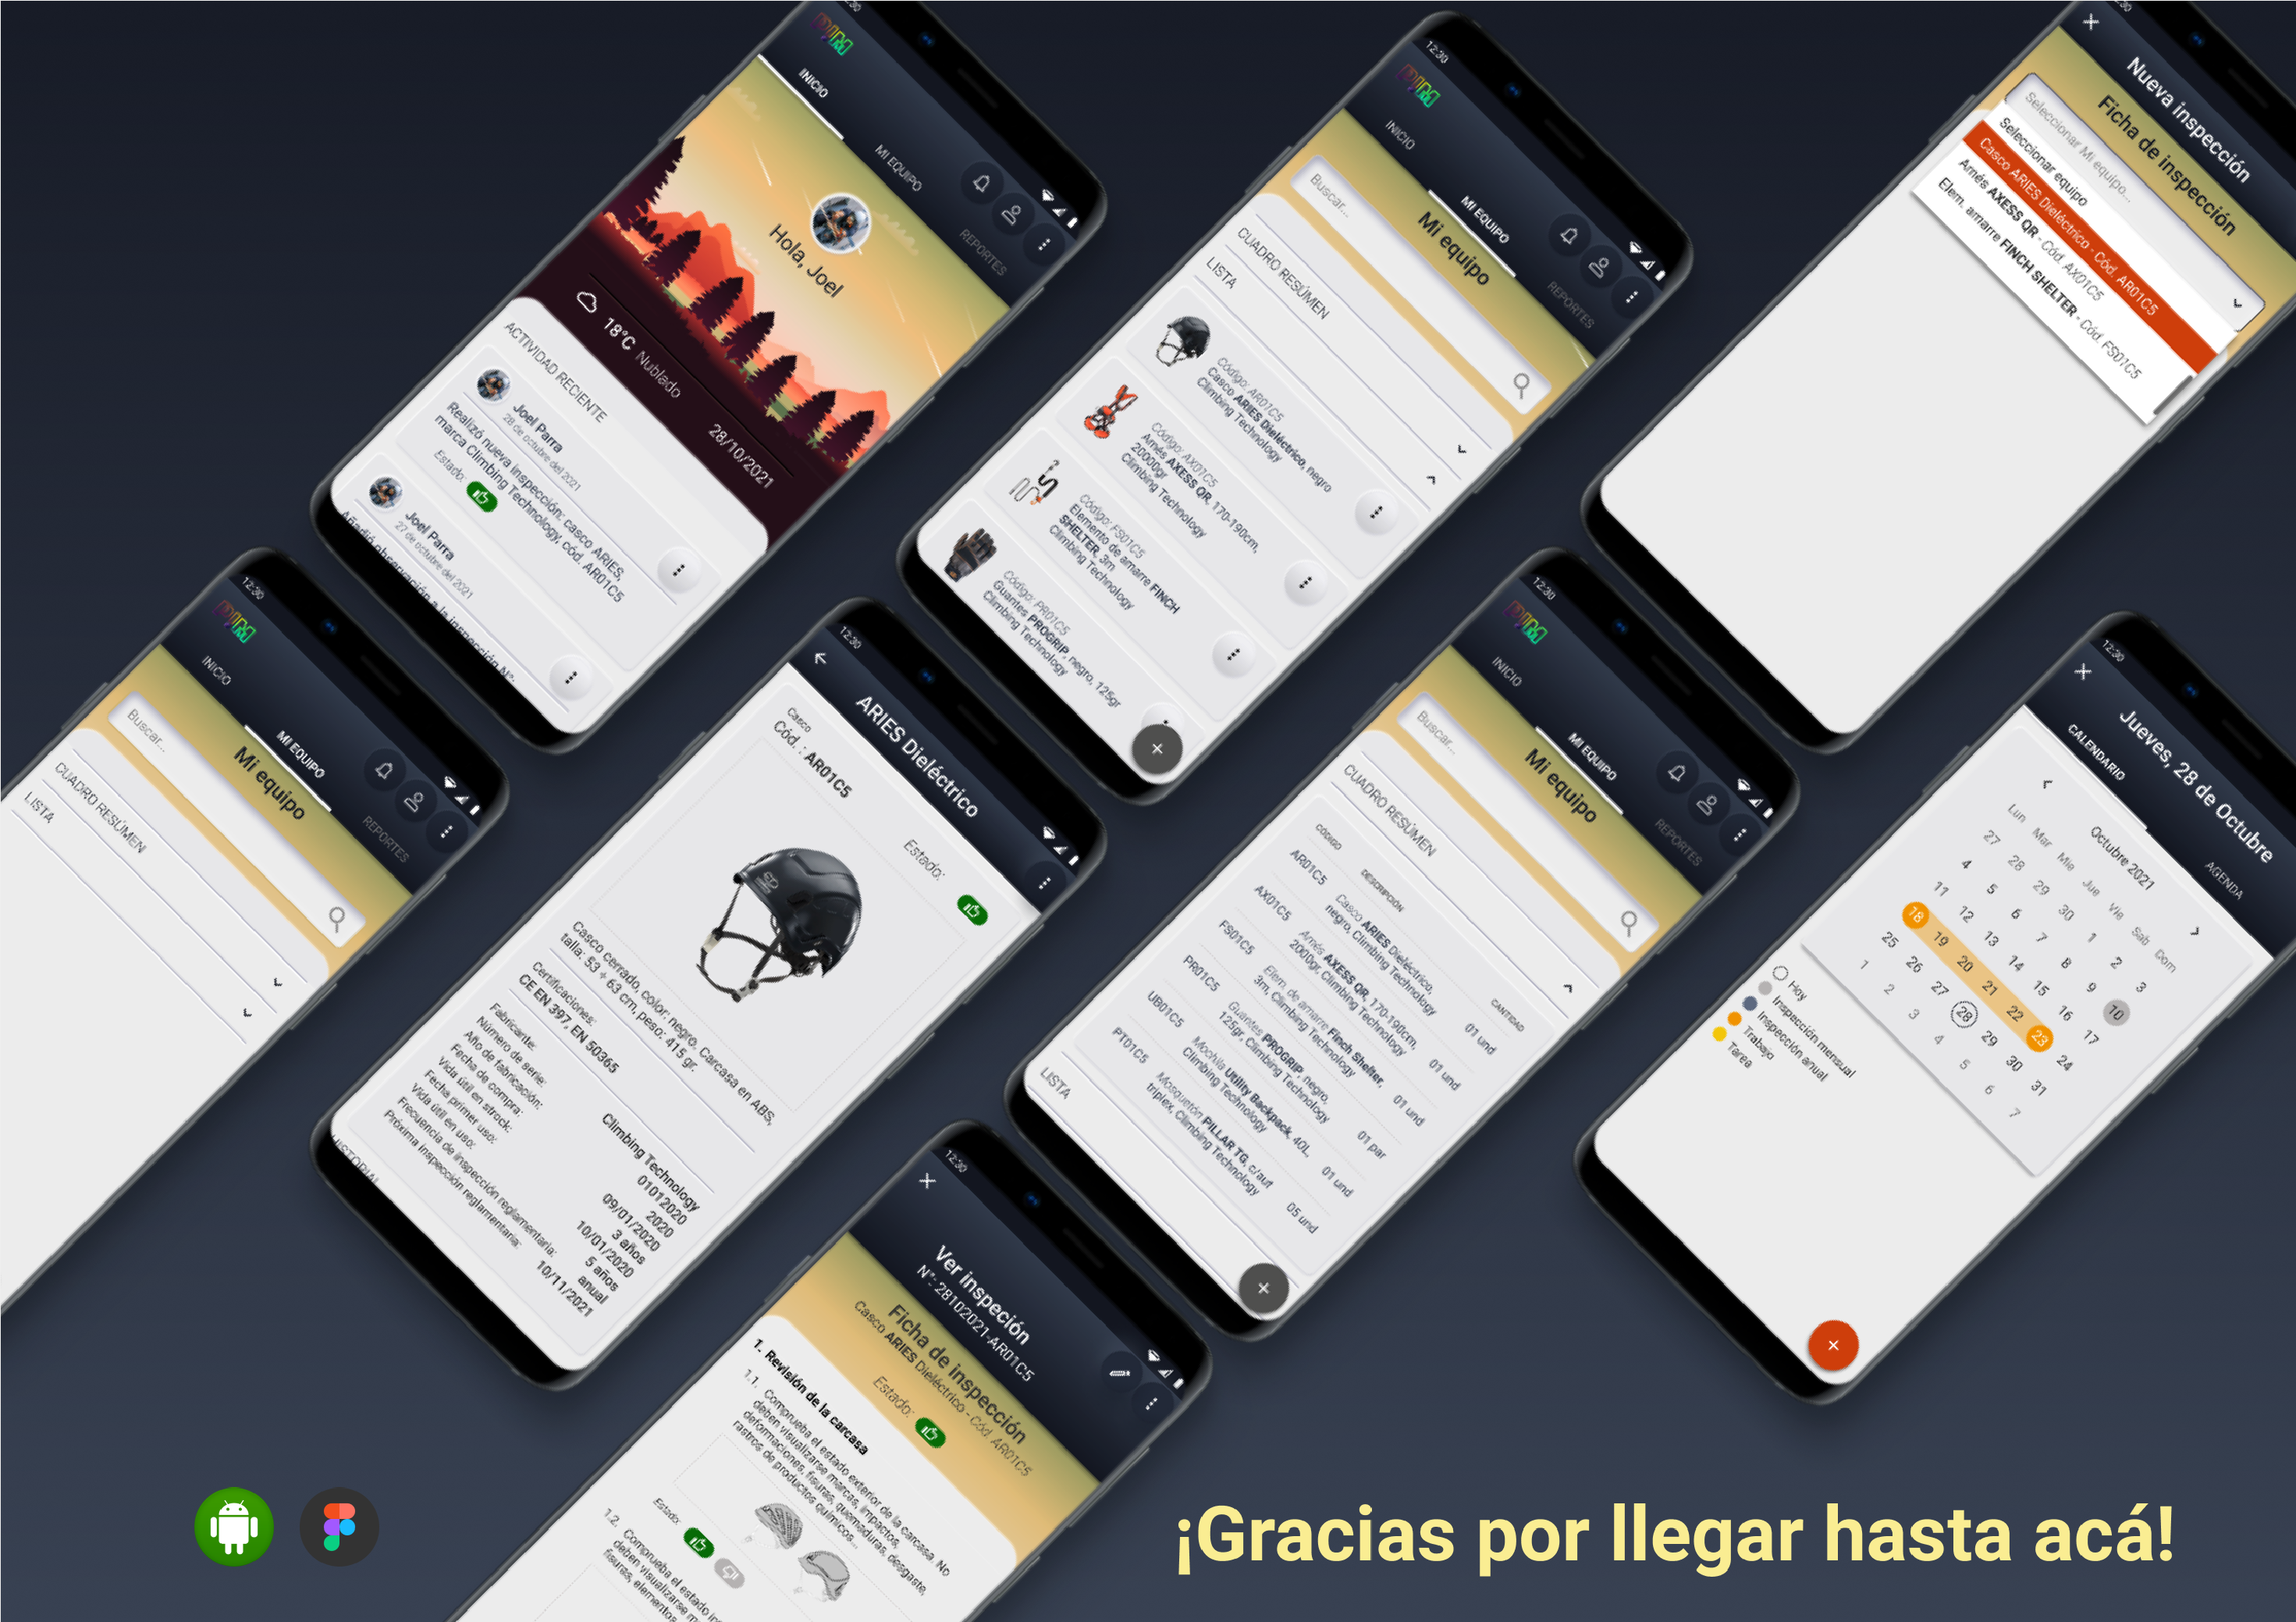 INICIO
MI EQUIPO
REPORTES
Hola, Joel
18°C Nublado
28/10/2021
ACTIVIDAD RECIENTE
Joel Parra
28 de octubre del 2021
Realizó nueva inspección: casco ARIES,
marca Climbing Technology, cód. AR01C5
Estado:
Joel Parra
27 de octubre del 2021
Añadió observación a la inspección N°:
12:30
INICIO
MI EQUIPO
REPORTES
Mi equipo
Buscar...
CUADRO RESÚMEN
LISTA
Código: AR01C5
Casco ARIES Dieléctrico, negro
Climbing Technology
Código: AX01C5
Arnés AXESS QR, 170-190cm,
20000gr
Climbing Technology
Código: FS01C5
Elemento de amarre FINCH
SHELTER, 3m
Climbing Technology
Código: PR01C5
Guantes PROGRIP, negro, 125gr
Climbing Technology
Nueva inspección
Ficha de inspección
Seleccionar Mi equipo...
Seleccionar equipo
Casco ARIES Dieléctrico - Cód. AR01C5
Arnés AXESS QR - Cód. AX01C5
Elem. amarre FINCH SHELTER - Cód. FS01C5
12:30
INICIO
MI EQUIPO
REPORTES
Mi equipo
Buscar...
CUADRO RESÚMEN
LISTA
12:30
ARIES Dieléctrico
Casco
Cód. : AR01C5
Estado:
Casco cerrado, color: negro, Carcasa en ABS,
talla: 53 ÷ 63 cm, peso: 415 gr.
Certificaciones:
CE EN 397, EN 50365
Fabricante: Climbing Technology
Número de serie: 01012020
Año de fabricación: 2020
Fecha de compra: 09/01/2020
Vida útil en strock: 3 años
Fecha primer uso: 10/01/2020
Vida útil en uso: 5 años
Frecuencia de inspección reglamentaria: anual
Próxima inspección reglamentaria: 10/11/2021
HISTORIAL
12:30
INICIO
MI EQUIPO
REPORTES
Mi equipo
Buscar...
CUADRO RESÚMEN
CÓDIGO DESCRIPCIÓN CANTIDAD
AR01C5 Casco ARIES Dieléctrico, 01 und
negro, Climbing Technology
AX01C5 Arnés AXESS QR, 170-190cm, 01 und
2000gr, Climbing Technology
FS01C5 Elem. de amarre Finch Shelter, 01 und
3m, Climbing Technology
PR01C5 Guantes PROGRIP, negro, 01 par
125gr, Climbing Technology
UB01C5 Mochila Utility Backpack, 40L, 01 und
Climbing Technology
PT01C5 Mosquetón PILLAR TG, c/aut 05 und
triplex, Climbing Technology
LISTA
12:30
Jueves, 28 de Octubre
CALENDARIO
AGENDA
Octubre 2021
Lun Mar Mie Jue Vie Sab Dom
27 28 29 30 1 2 3
4 5 6 7 8 9 10
11 12 13 14 15 16 17
18 19 20 21 22 23 24
25 26 27 28 29 30 31
1 2 3 4 5 6 7
Hoy
Inspección mensual
Inspección anual
Trabajo
Tarea
12:30
Ver inspeción
N°: 28102021-AR01C5
Ficha de inspección
Casco ARIES Dieléctrico - Cód. AR01C5
Estado:
1. Revisión de la carcasa
1.1. Comprueba el estado exterior de la carcasa. No
deben visualizarse marcas, impactos,
deformaciones, fisuras, quemaduras, desgaste,
rastros de productos químicos...
Estado:
1.2. Comprueba el estado
deben visualizarse
fisuras, elementos
¡Gracias por llegar hasta acá!